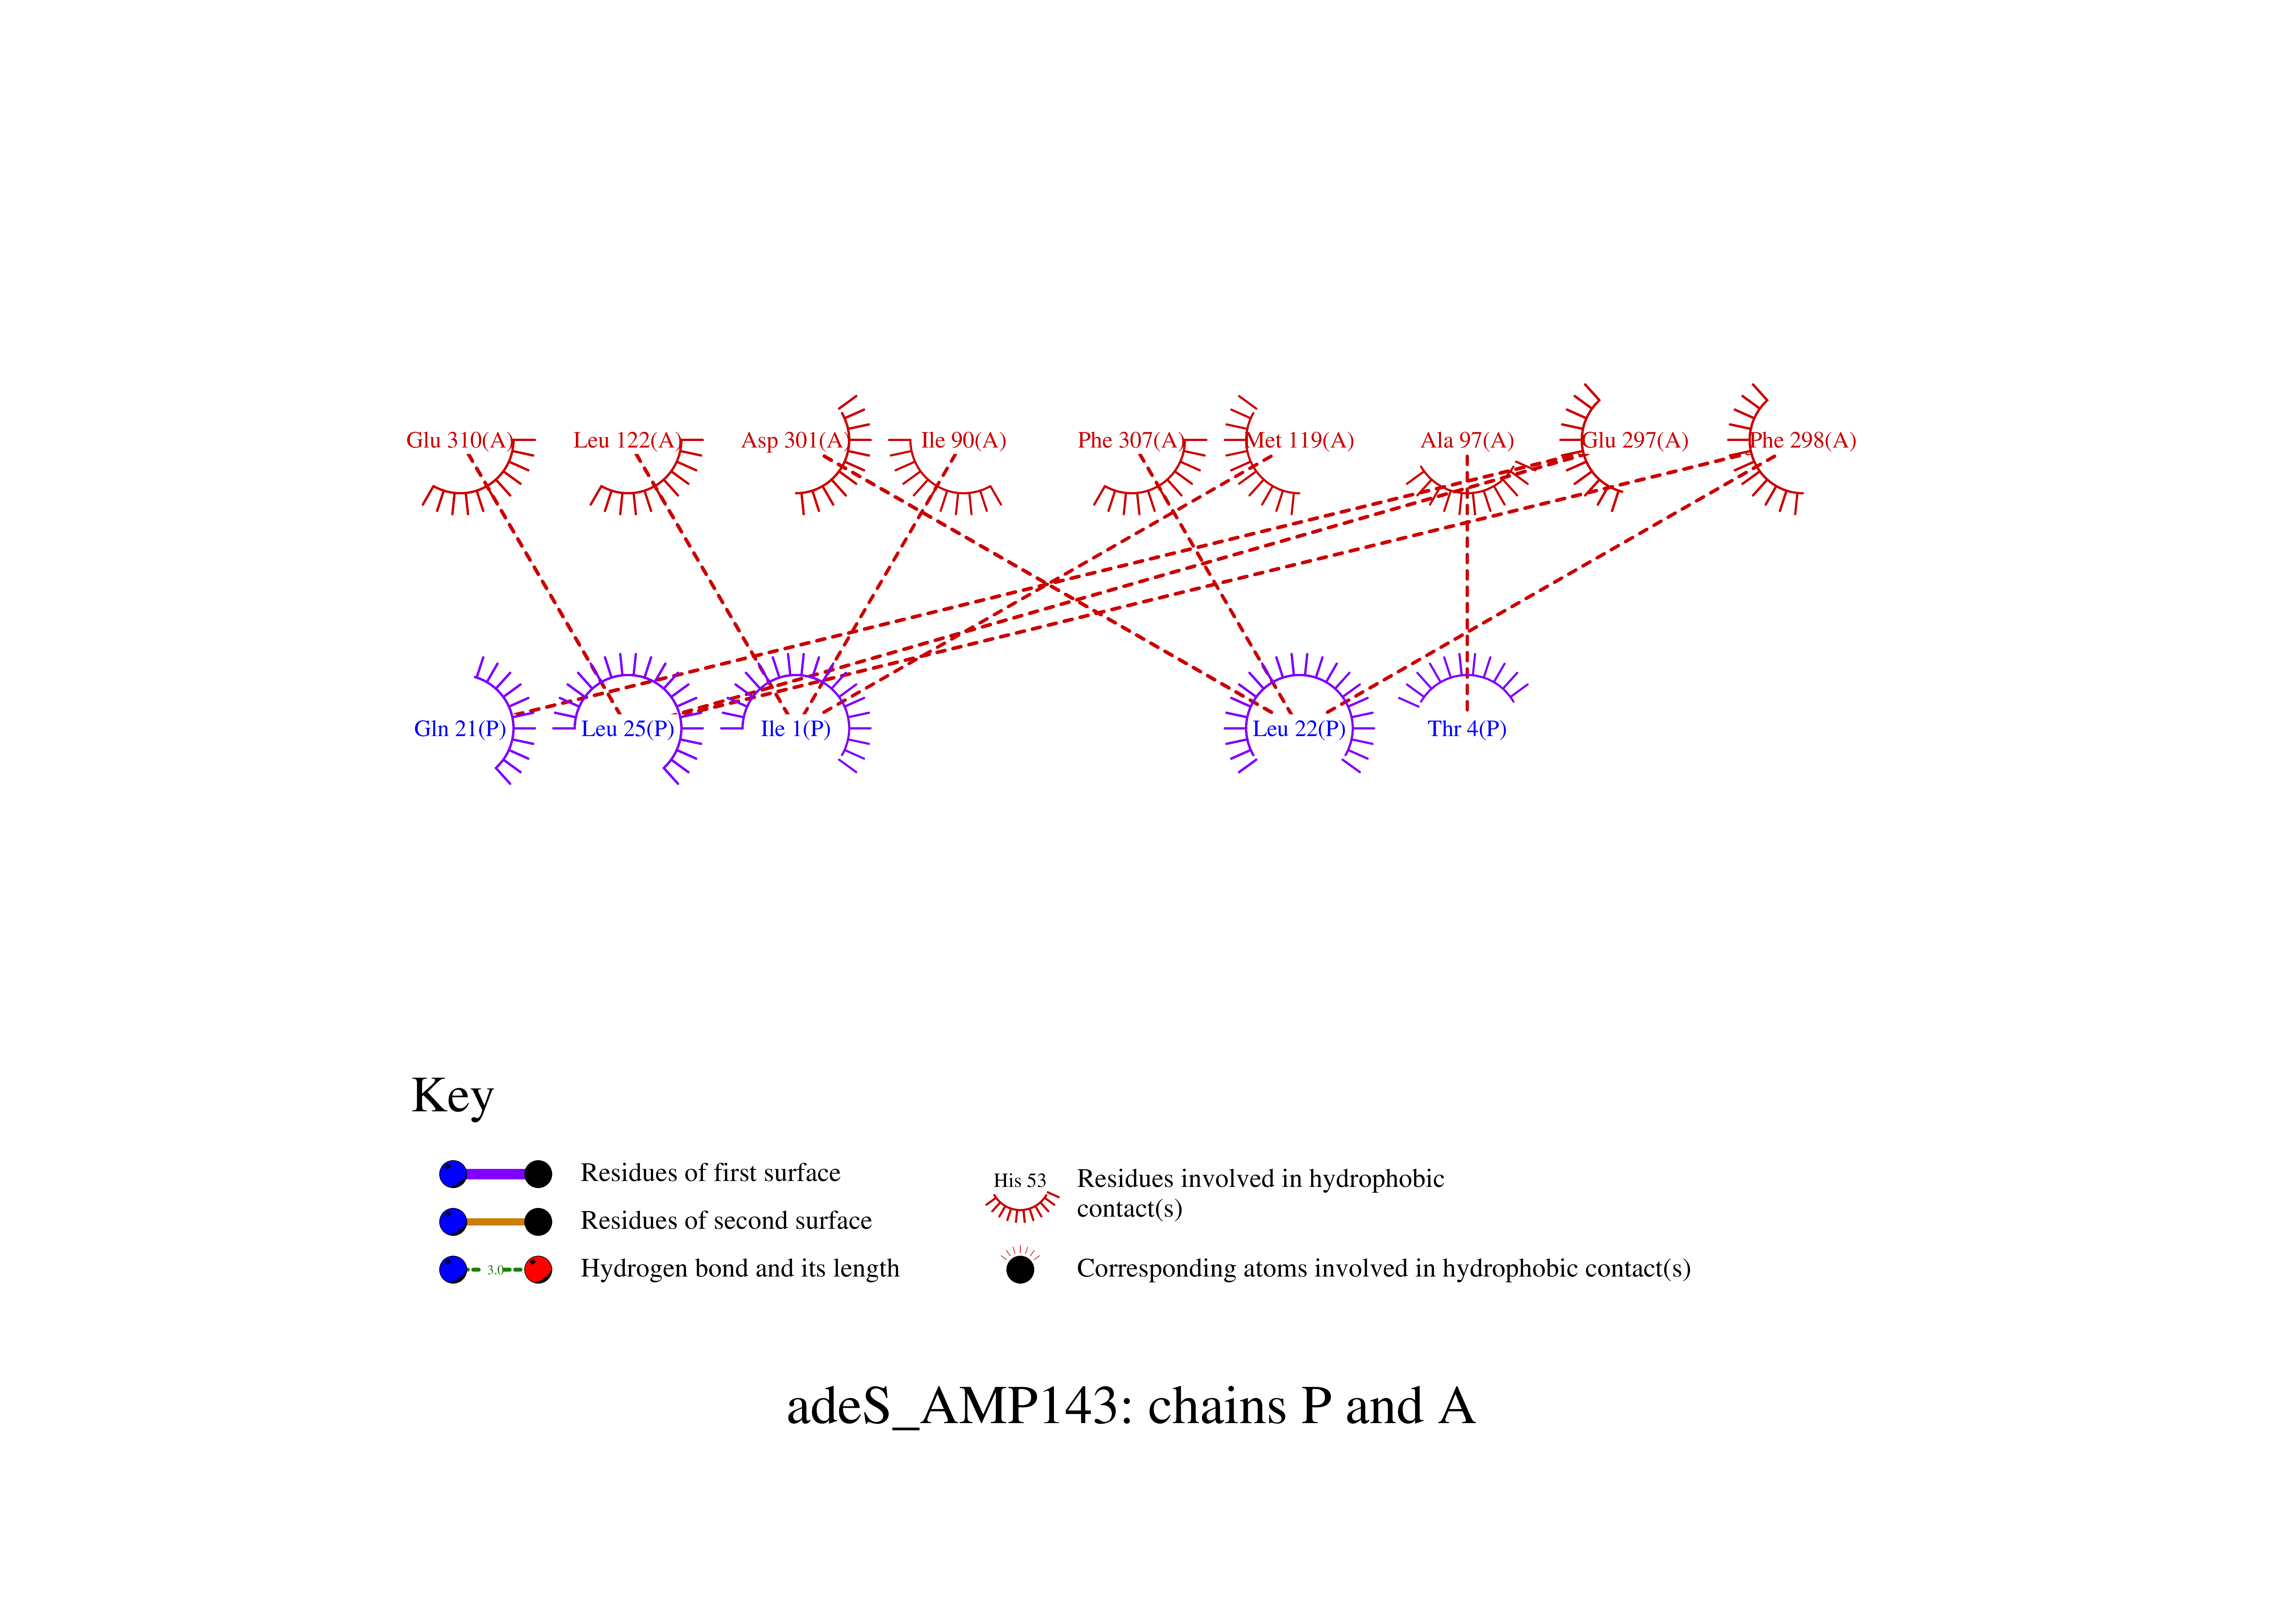 Glu 310(A) Leu 122(A) Asp 301(A) Ile 90(A) Phe 307(A) Met 119(A) Ala 97(A) Glu 297(A) Phe 298(A)
Gln 21(P) Leu 25(P) Ile 1(P) Leu 22(P) Thr 4(P)
Key
Residues of first surface
Residues of second surface
3.0 Hydrogen bond and its length
His 53 Residues involved in hydrophobic
contact(s)
Corresponding atoms involved in hydrophobic contact(s)
adeS_AMP143: chains P and A